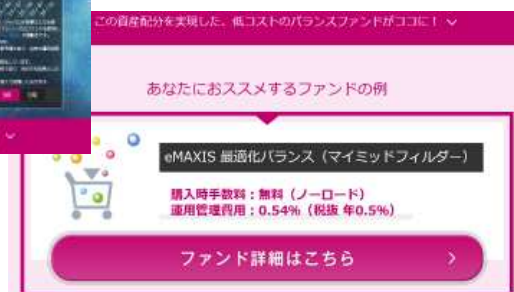 この資産配分を実現した、低コストのバランスファンドがココに！
あなたにおススメするファンドの例
eMAXIS 最適化バランス（マイミッドフィルダー）
購入時手数料：無料（ノーロード）
運用管理費用：0.54%（税抜 年0.5%）
ファンド詳細はこちら